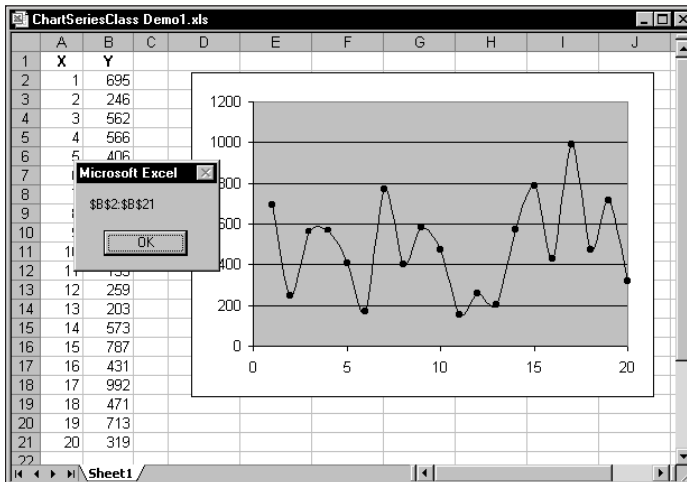 ChartSeriesClass Demo1.xls
A B C D E F G H I J
1 X Y
2 1 695
3 2 246
4 3 562
5 4 566
6 5 406
7
8
9
10
11
12
13 12 259
14 13 203
15 14 573
16 15 787
17 16 431
18 17 992
19 18 471
20 19 713
21 20 319
22
Microsoft Excel
$B$2:$B$21
OK
1200
1000
800
600
400
200
0
0 5 10 15 20
Sheet1